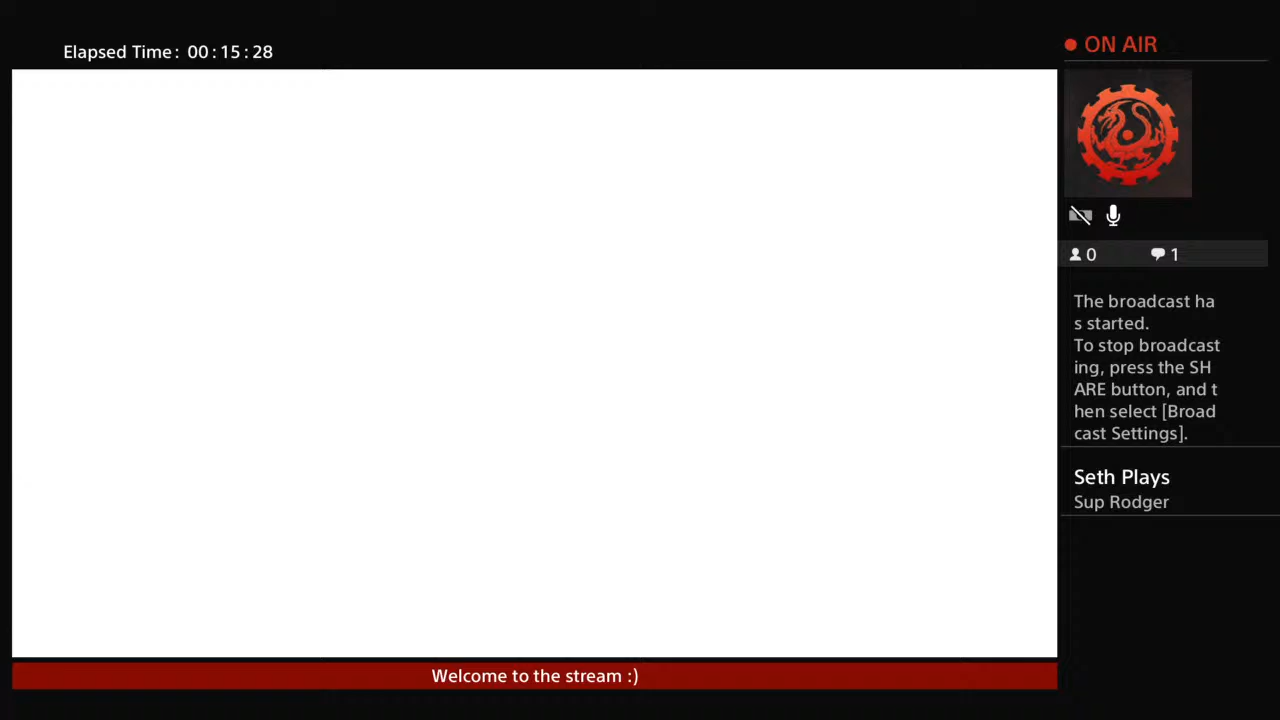 Elapsed Time: 00:15:28
ON AIR
0 1
The broadcast ha
s started.
To stop broadcast
ing, press the SH
ARE button, and t
hen select [Broad
cast Settings].
Seth Plays
Sup Rodger
Welcome to the stream :)